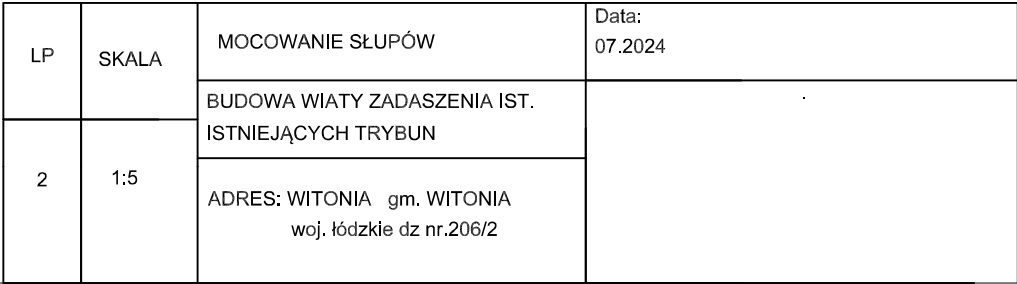 LP
SKALA
MOCOWANIE SŁUPÓW
Data:
07.2024
BUDOWA WIATY ZADASZENIA IST.
ISTNIEJĄCYCH TRYBUN
2
1:5
ADRES: WITONIA gm. WITONIA
woj. łódzkie dz nr.206/2